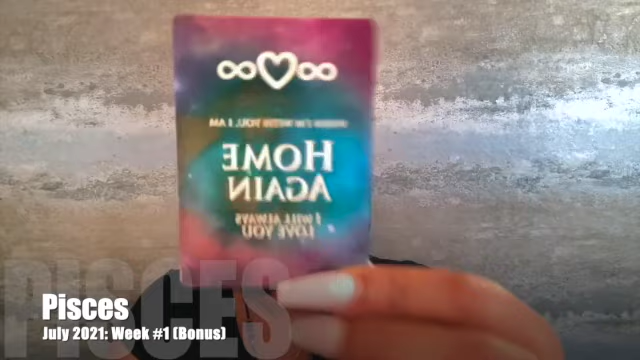 WHEN I'M WITH YOU, I AM
HOME
AGAIN
I WILL ALWAYS
LOVE YOU
PISCES
Pisces
July 2021: Week #1 (Bonus)